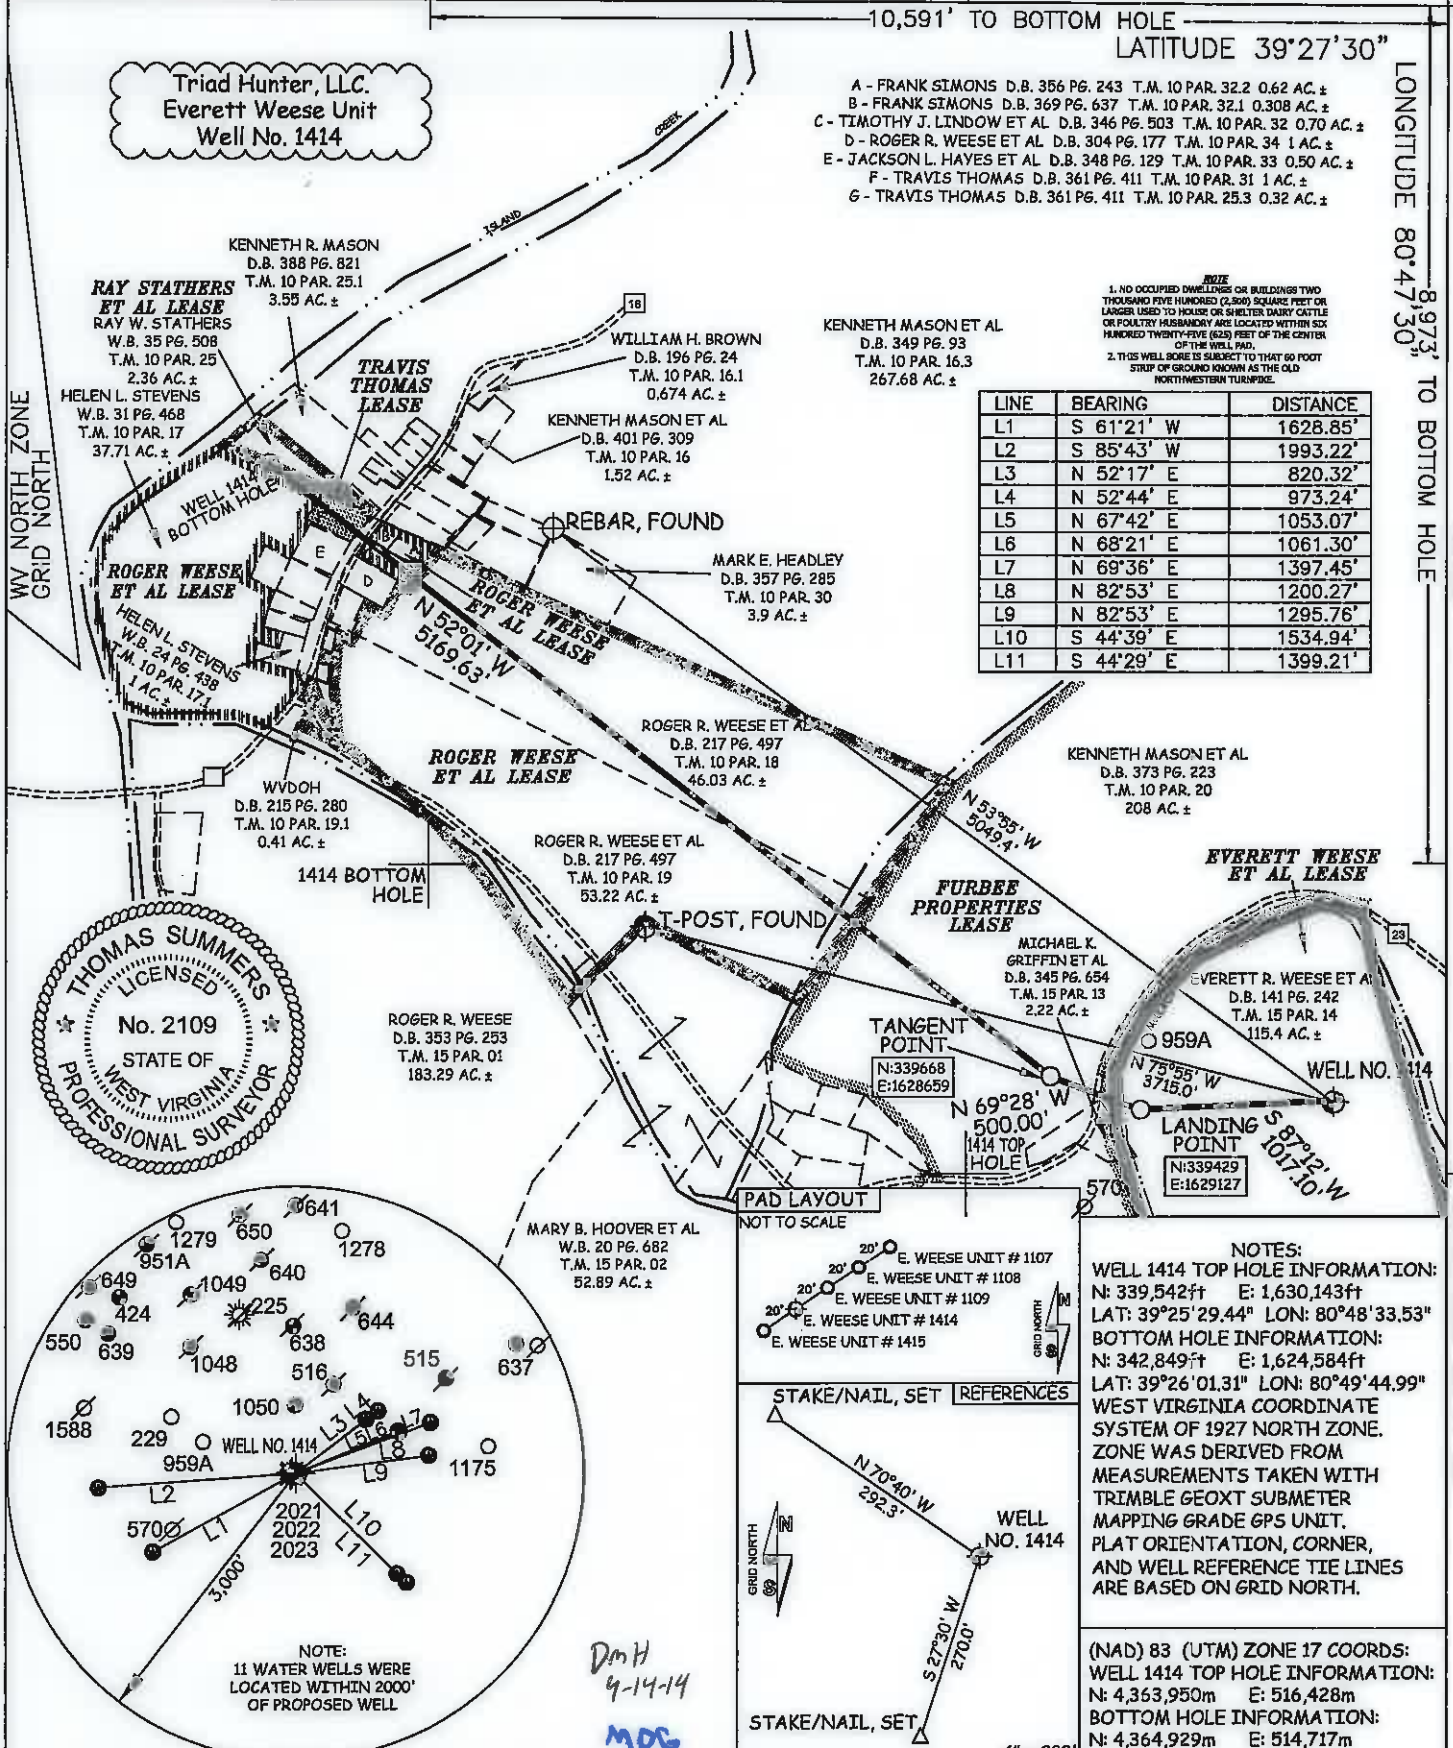 10,591' TO BOTTOM HOLE
LATITUDE 39°27'30"
LONGITUDE 80°47'30"
8,973' TO BOTTOM HOLE
Triad Hunter, LLC.
Everett Weese Unit
Well No. 1414
A - FRANK SIMONS D.B. 356 PG. 243 T.M. 10 PAR. 32.2 0.62 AC. ±
B - FRANK SIMONS D.B. 369 PG. 637 T.M. 10 PAR. 32.1 0.308 AC. ±
C - TIMOTHY J. LINDOW ET AL D.B. 346 PG. 503 T.M. 10 PAR. 32 0.70 AC. ±
D - ROGER R. WEESE ET AL D.B. 304 PG. 177 T.M. 10 PAR. 34 1 AC. ±
E - JACKSON L. HAYES ET AL D.B. 348 PG. 129 T.M. 10 PAR. 33 0.50 AC. ±
F - TRAVIS THOMAS D.B. 361 PG. 411 T.M. 10 PAR. 31 1 AC. ±
G - TRAVIS THOMAS D.B. 361 PG. 411 T.M. 10 PAR. 25.3 0.32 AC. ±
ISLAND
CREEK
WV NORTH ZONE
GRID NORTH
KENNETH R. MASON
D.B. 388 PG. 821
T.M. 10 PAR. 25.1
3.55 AC. ±
RAY STATHERS
ET AL LEASE
RAY W. STATHERS
W.B. 35 PG. 508
T.M. 10 PAR. 25
2.36 AC. ±
HELEN L. STEVENS
W.B. 31 PG. 468
T.M. 10 PAR. 17
37.71 AC. ±
TRAVIS
THOMAS
LEASE
18
WILLIAM H. BROWN
D.B. 196 PG. 24
T.M. 10 PAR. 16.1
0.674 AC. ±
KENNETH MASON ET AL
D.B. 401 PG. 309
T.M. 10 PAR. 16
1.52 AC. ±
KENNETH MASON ET AL
D.B. 349 PG. 93
T.M. 10 PAR. 16.3
267.68 AC. ±
NOTE
1. NO OCCUPIED DWELLINGS OR BUILDINGS TWO
THOUSAND FIVE HUNDRED (2,500) SQUARE FEET OR
LARGER USED TO HOUSE OR SHELTER DAIRY CATTLE
OR POULTRY HUSBANDRY ARE LOCATED WITHIN SIX
HUNDRED TWENTY-FIVE (625) FEET OF THE CENTER
OF THE WELL PAD.
2. THIS WELL BORE IS SUBJECT TO THAT 60 FOOT
STRIP OF GROUND KNOWN AS THE OLD
NORTHWESTERN TURNPIKE.
LINE BEARING DISTANCE
L1 S 61°21' W 1628.85'
L2 S 85°43' W 1993.22'
L3 N 52°17' E 820.32'
L4 N 52°44' E 973.24'
L5 N 67°42' E 1053.07'
L6 N 68°21' E 1061.30'
L7 N 69°36' E 1397.45'
L8 N 82°53' E 1200.27'
L9 N 82°53' E 1295.76'
L10 S 44°39' E 1534.94'
L11 S 44°29' E 1399.21'
WELL 1414
BOTTOM HOLE
REBAR, FOUND
E
B
D
MARK E. HEADLEY
D.B. 357 PG. 285
T.M. 10 PAR. 30
3.9 AC. ±
ROGER WEESE
ET AL LEASE
ROGER WEESE
ET AL LEASE
N 52°01' W
5169.63'
HELEN L. STEVENS
W.B. 24 PG. 438
T.M. 10 PAR. 17.1
1 AC. ±
ROGER R. WEESE ET AL
D.B. 217 PG. 497
T.M. 10 PAR. 18
46.03 AC. ±
ROGER WEESE
ET AL LEASE
KENNETH MASON ET AL
D.B. 373 PG. 223
T.M. 10 PAR. 20
208 AC. ±
WVDOH
D.B. 215 PG. 280
T.M. 10 PAR. 19.1
0.41 AC. ±
N 53°55' W
5049.4'
ROGER R. WEESE ET AL
D.B. 217 PG. 497
T.M. 10 PAR. 19
53.22 AC. ±
1414 BOTTOM
HOLE
EVERETT WEESE
ET AL LEASE
FURBEE
PROPERTIES
LEASE
T-POST, FOUND
23
MICHAEL K.
GRIFFIN ET AL
D.B. 345 PG. 654
T.M. 15 PAR. 13
2.22 AC. ±
EVERETT R. WEESE ET AL
D.B. 141 PG. 242
T.M. 15 PAR. 14
115.4 AC. ±
THOMAS SUMMERS
LICENSED
No. 2109
STATE OF
WEST VIRGINIA
PROFESSIONAL SURVEYOR
ROGER R. WEESE
D.B. 353 PG. 253
T.M. 15 PAR. 01
183.29 AC. ±
TANGENT
POINT
N:339668
E:1628659
959A
N 75°55' W
3715.0'
WELL NO. 1414
N 69°28' W
500.00'
1414 TOP
HOLE
LANDING
POINT
N:339429
E:1629127
S 87°12' W
1017.10'
570
MARY B. HOOVER ET AL
W.B. 20 PG. 682
T.M. 15 PAR. 02
52.89 AC. ±
641
650
1279
1278
951A
640
649
1049
424
225
644
550
639
638
1048
516
515
637
1050
1588
229
959A
WELL NO. 1414
L3
L4
L5
L6
L7
L8
L9
1175
L2
570
L1
2021
2022
2023
L10
L11
3,000'
NOTE:
11 WATER WELLS WERE
LOCATED WITHIN 2000'
OF PROPOSED WELL
DmH
9-14-14
MDG
PAD LAYOUT
NOT TO SCALE
20'
E. WEESE UNIT # 1107
20'
E. WEESE UNIT # 1108
20'
E. WEESE UNIT # 1109
20'
E. WEESE UNIT # 1414
E. WEESE UNIT # 1415
GRID NORTH
N
STAKE/NAIL, SET
REFERENCES
N 70°40' W
292.3'
WELL
NO. 1414
GRID NORTH
N
S 27°30' W
270.0'
STAKE/NAIL, SET
NOTES:
WELL 1414 TOP HOLE INFORMATION:
N: 339,542ft E: 1,630,143ft
LAT: 39°25'29.44" LON: 80°48'33.53"
BOTTOM HOLE INFORMATION:
N: 342,849ft E: 1,624,584ft
LAT: 39°26'01.31" LON: 80°49'44.99"
WEST VIRGINIA COORDINATE
SYSTEM OF 1927 NORTH ZONE.
ZONE WAS DERIVED FROM
MEASUREMENTS TAKEN WITH
TRIMBLE GEOXT SUBMETER
MAPPING GRADE GPS UNIT.
PLAT ORIENTATION, CORNER,
AND WELL REFERENCE TIE LINES
ARE BASED ON GRID NORTH.
(NAD) 83 (UTM) ZONE 17 COORDS:
WELL 1414 TOP HOLE INFORMATION:
N: 4,363,950m E: 516,428m
BOTTOM HOLE INFORMATION:
N: 4,364,929m E: 514,717m